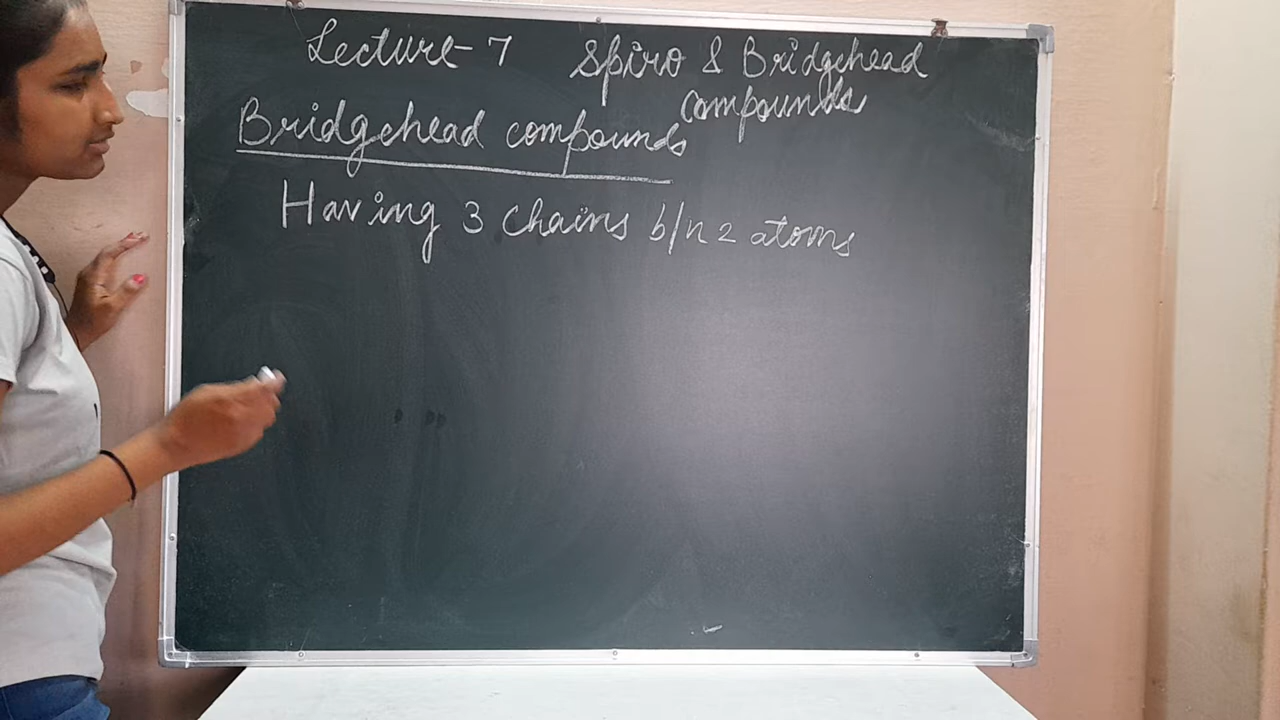 Lecture-7 Spiro & Bridgehead
compounds
Bridgehead compounds
Having 3 chains b/n 2 atoms